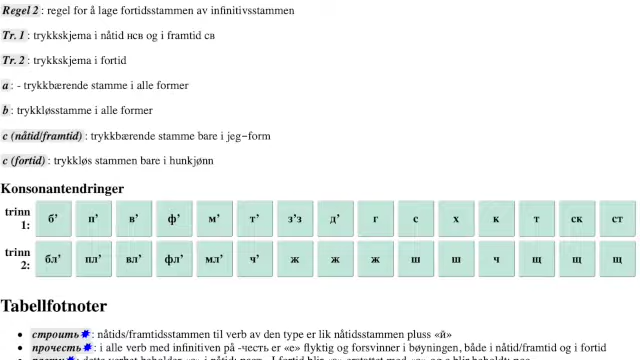 Regel 2 : regel for å lage fortidsstammen av infinitivsstammen
Tr. 1 : trykkskjema i nåtid нсв og i framtid св
Tr. 2 : trykkskjema i fortid
a : - trykkbærende stamme i alle former
b : trykkløsstamme i alle former
c (nåtid/framtid) : trykkbærende stamme bare i jeg-form
c (fortid) : trykkløs stammen bare i hunkjønn
Konsonantendringer
trinn 1: б’ п’ в’ ф’ м’ т’ з’з д’ г с х к т ск ст
trinn 2: бл’ пл’ вл’ фл’ мл’ ч’ ж ж ж ш ш ч щ щ щ
Tabellfotnoter
• строить : nåtids/framtidsstammen til verb av den type er lik nåtidsstammen pluss «й»
• прочесть : i alle verb med infinitiven på -честь er «e» flyktig og forsvinner i bøyningen, både i nåtid/framtid og i fortid